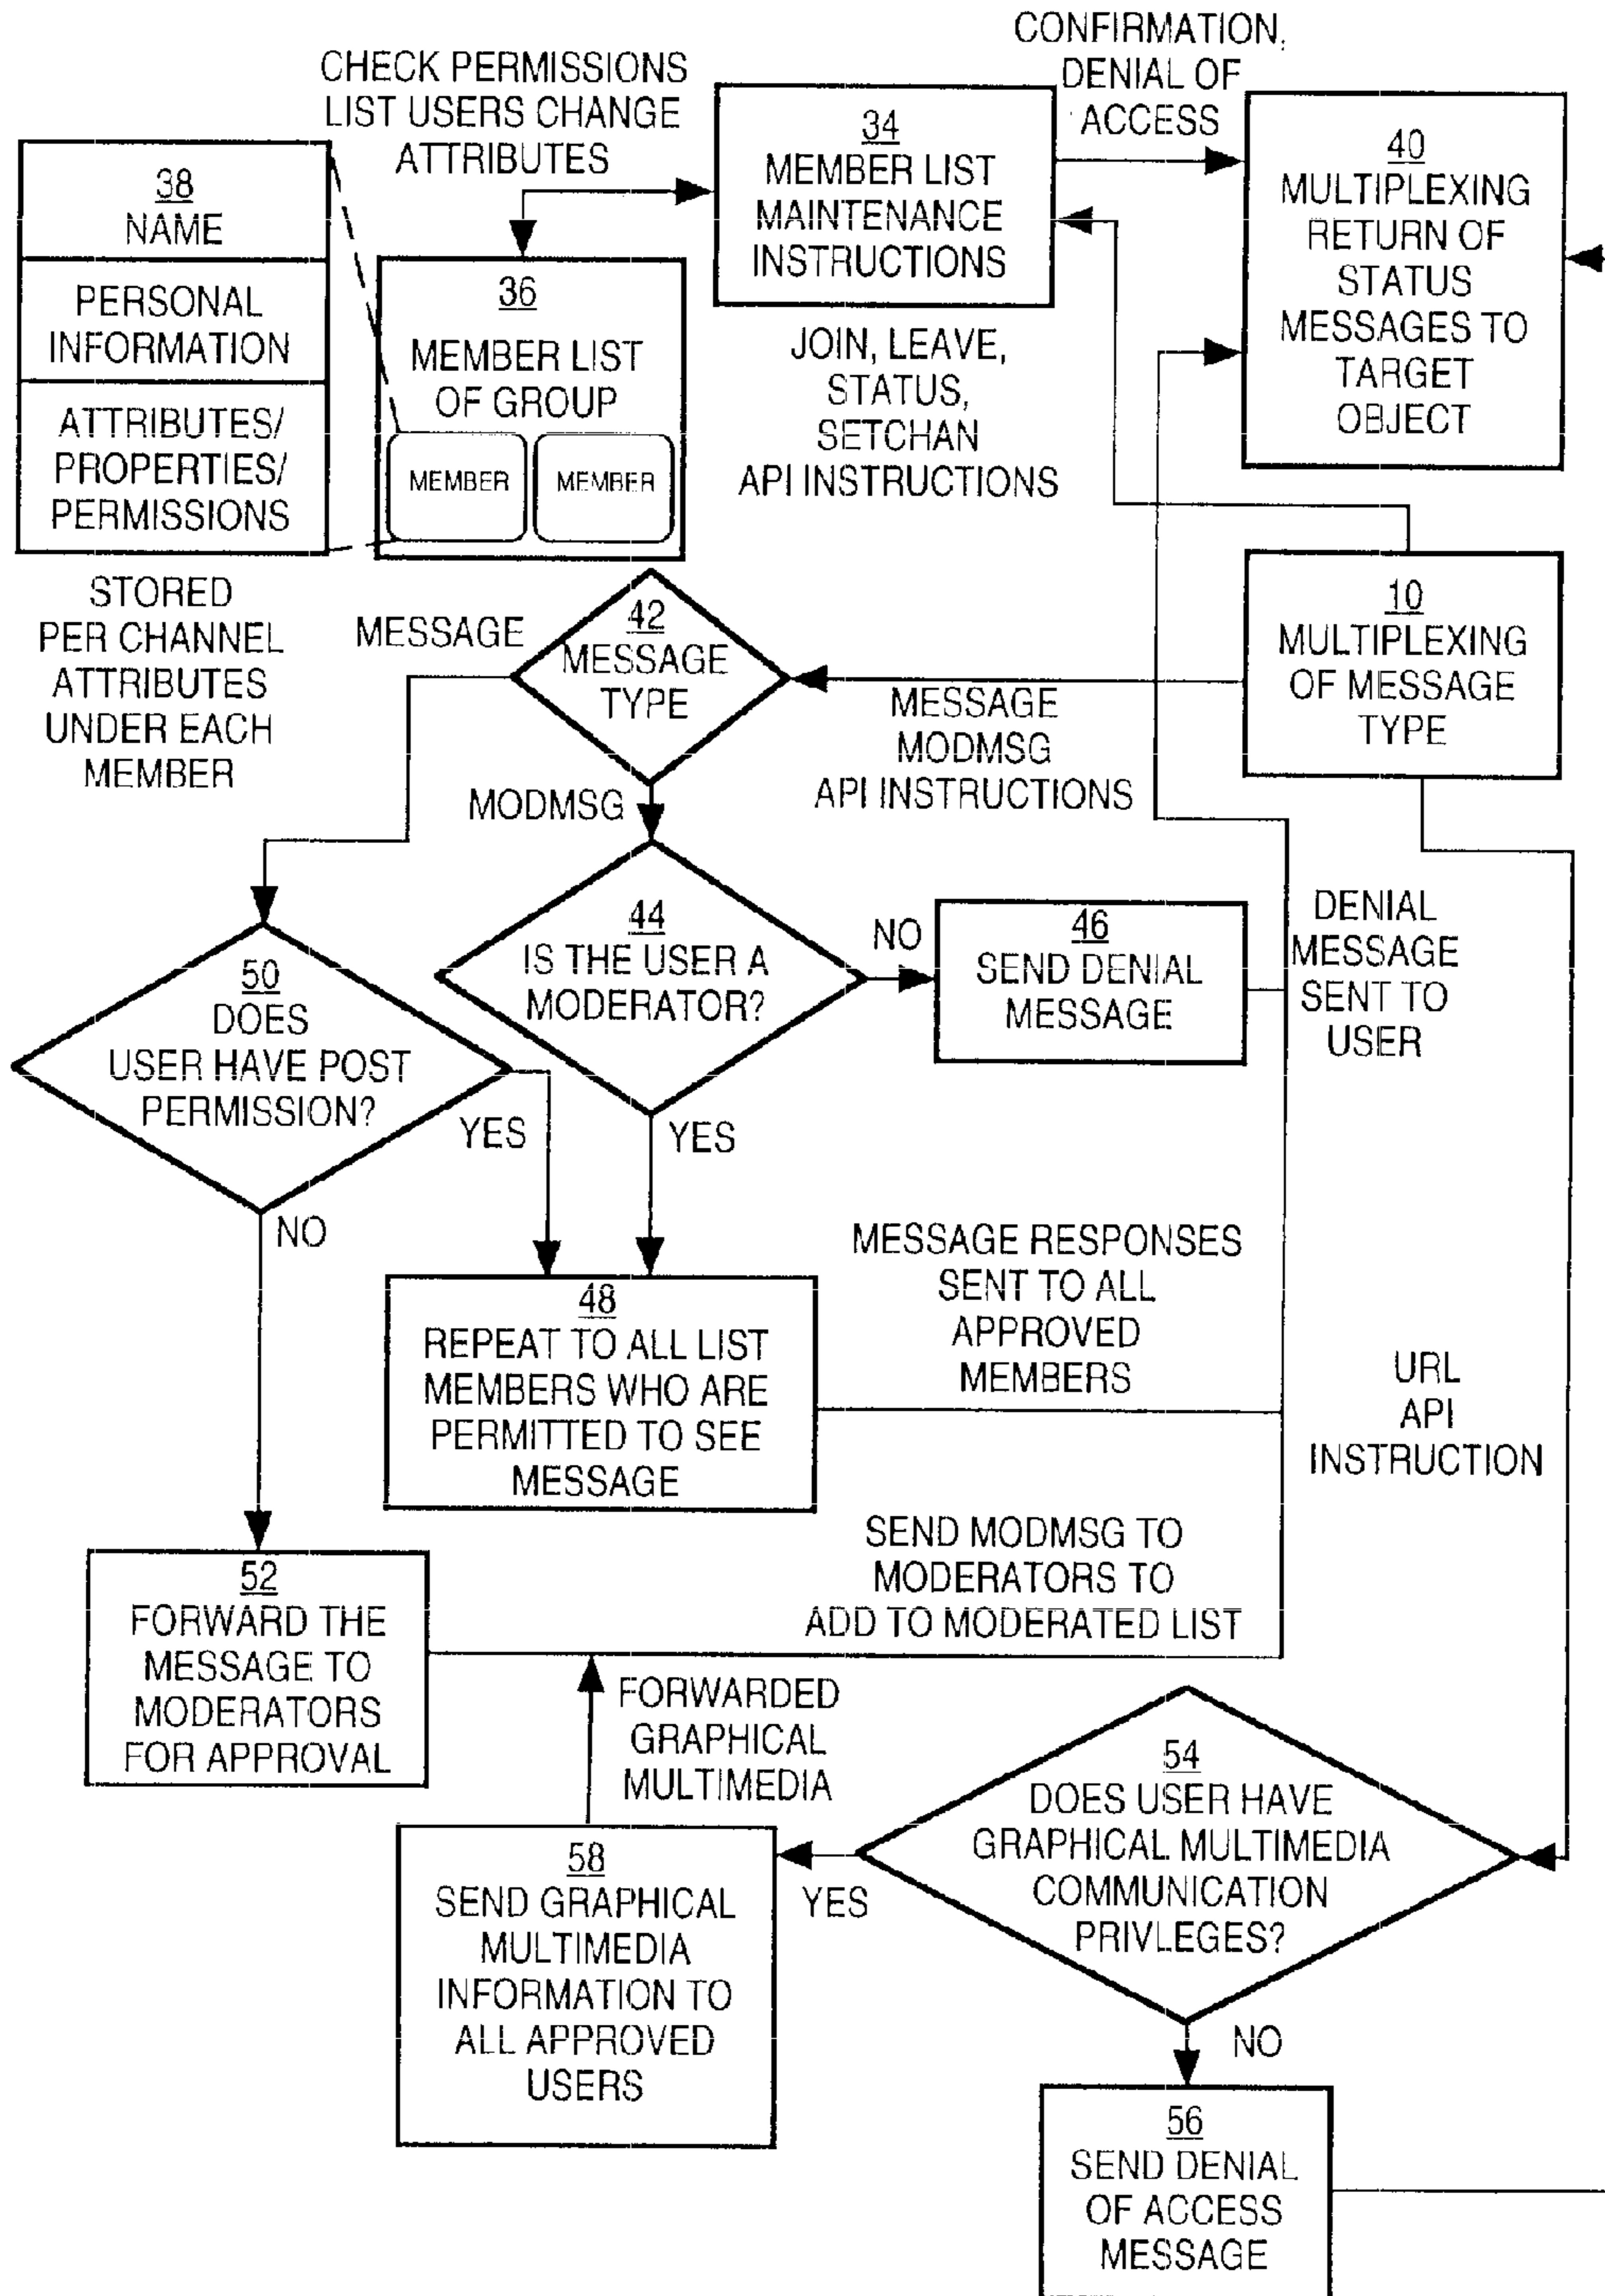 CONFIRMATION,
DENIAL OF
ACCESS
CHECK PERMISSIONS
LIST USERS CHANGE
ATTRIBUTES
38
NAME
PERSONAL
INFORMATION
ATTRIBUTES/
PROPERTIES/
PERMISSIONS
STORED
PER CHANNEL
ATTRIBUTES
UNDER EACH
MEMBER
36
MEMBER LIST
OF GROUP
MEMBER
MEMBER
34
MEMBER LIST
MAINTENANCE
INSTRUCTIONS
JOIN, LEAVE,
STATUS,
SETCHAN
API INSTRUCTIONS
40
MULTIPLEXING
RETURN OF
STATUS
MESSAGES TO
TARGET
OBJECT
10
MULTIPLEXING
OF MESSAGE
TYPE
MESSAGE
42
MESSAGE
TYPE
MESSAGE
MODMSG
API INSTRUCTIONS
MODMSG
44
IS THE USER A
MODERATOR?
NO
46
SEND DENIAL
MESSAGE
DENIAL
MESSAGE
SENT TO
USER
50
DOES
USER HAVE POST
PERMISSION?
YES
YES
NO
48
REPEAT TO ALL LIST
MEMBERS WHO ARE
PERMITTED TO SEE
MESSAGE
MESSAGE RESPONSES
SENT TO ALL
APPROVED
MEMBERS
URL
API
INSTRUCTION
52
FORWARD THE
MESSAGE TO
MODERATORS
FOR APPROVAL
SEND MODMSG TO
MODERATORS TO
ADD TO MODERATED LIST
FORWARDED
GRAPHICAL
MULTIMEDIA
54
DOES USER HAVE
GRAPHICAL MULTIMEDIA
COMMUNICATION
PRIVLEGES?
YES
58
SEND GRAPHICAL
MULTIMEDIA
INFORMATION TO
ALL APPROVED
USERS
NO
56
SEND DENIAL
OF ACCESS
MESSAGE